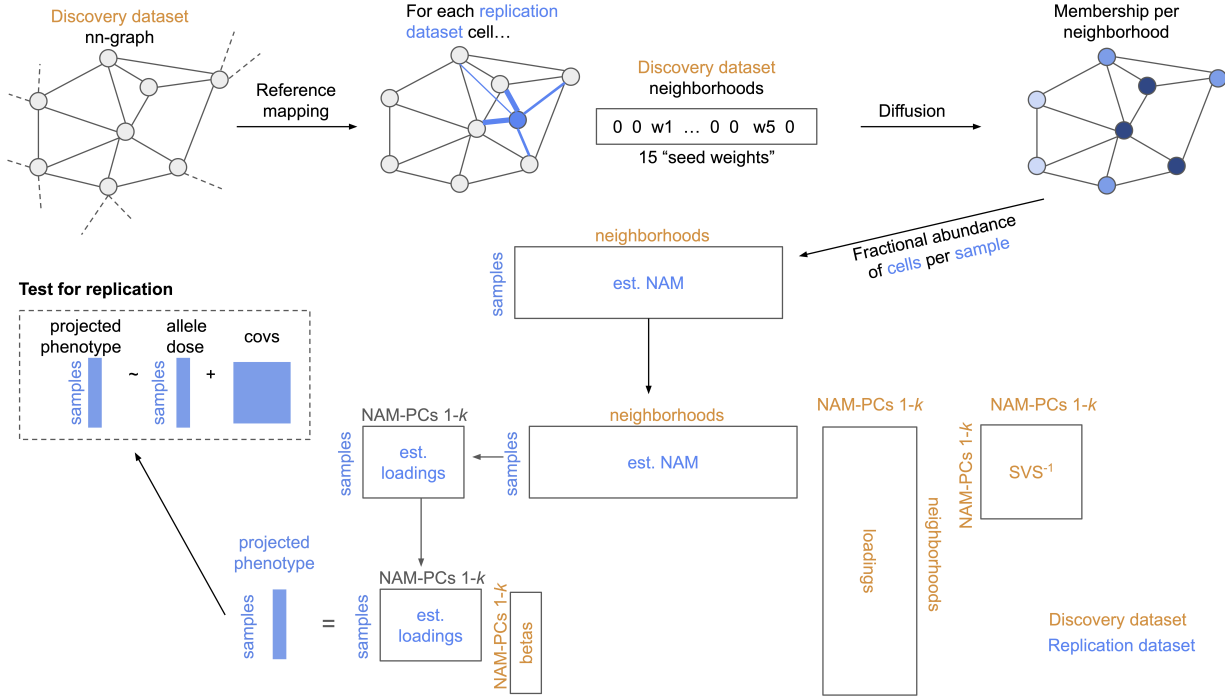 Discovery dataset
nn-graph
Reference
mapping
For each replication
dataset cell…
Discovery dataset
neighborhoods
0 0 w1 … 0 0 w5 0
15 “seed weights”
Diffusion
Membership per
neighborhood
Fractional abundance
of cells per sample
neighborhoods
samples
est. NAM
Test for replication
projected
phenotype
samples
~
allele
dose
samples
+
covs
NAM-PCs 1-k
samples
est.
loadings
neighborhoods
samples
est. NAM
NAM-PCs 1-k
loadings
neighborhoods
NAM-PCs 1-k
NAM-PCs 1-k
SVS⁻¹
projected
phenotype
samples
=
NAM-PCs 1-k
samples
est.
loadings
NAM-PCs 1-k
betas
Discovery dataset
Replication dataset